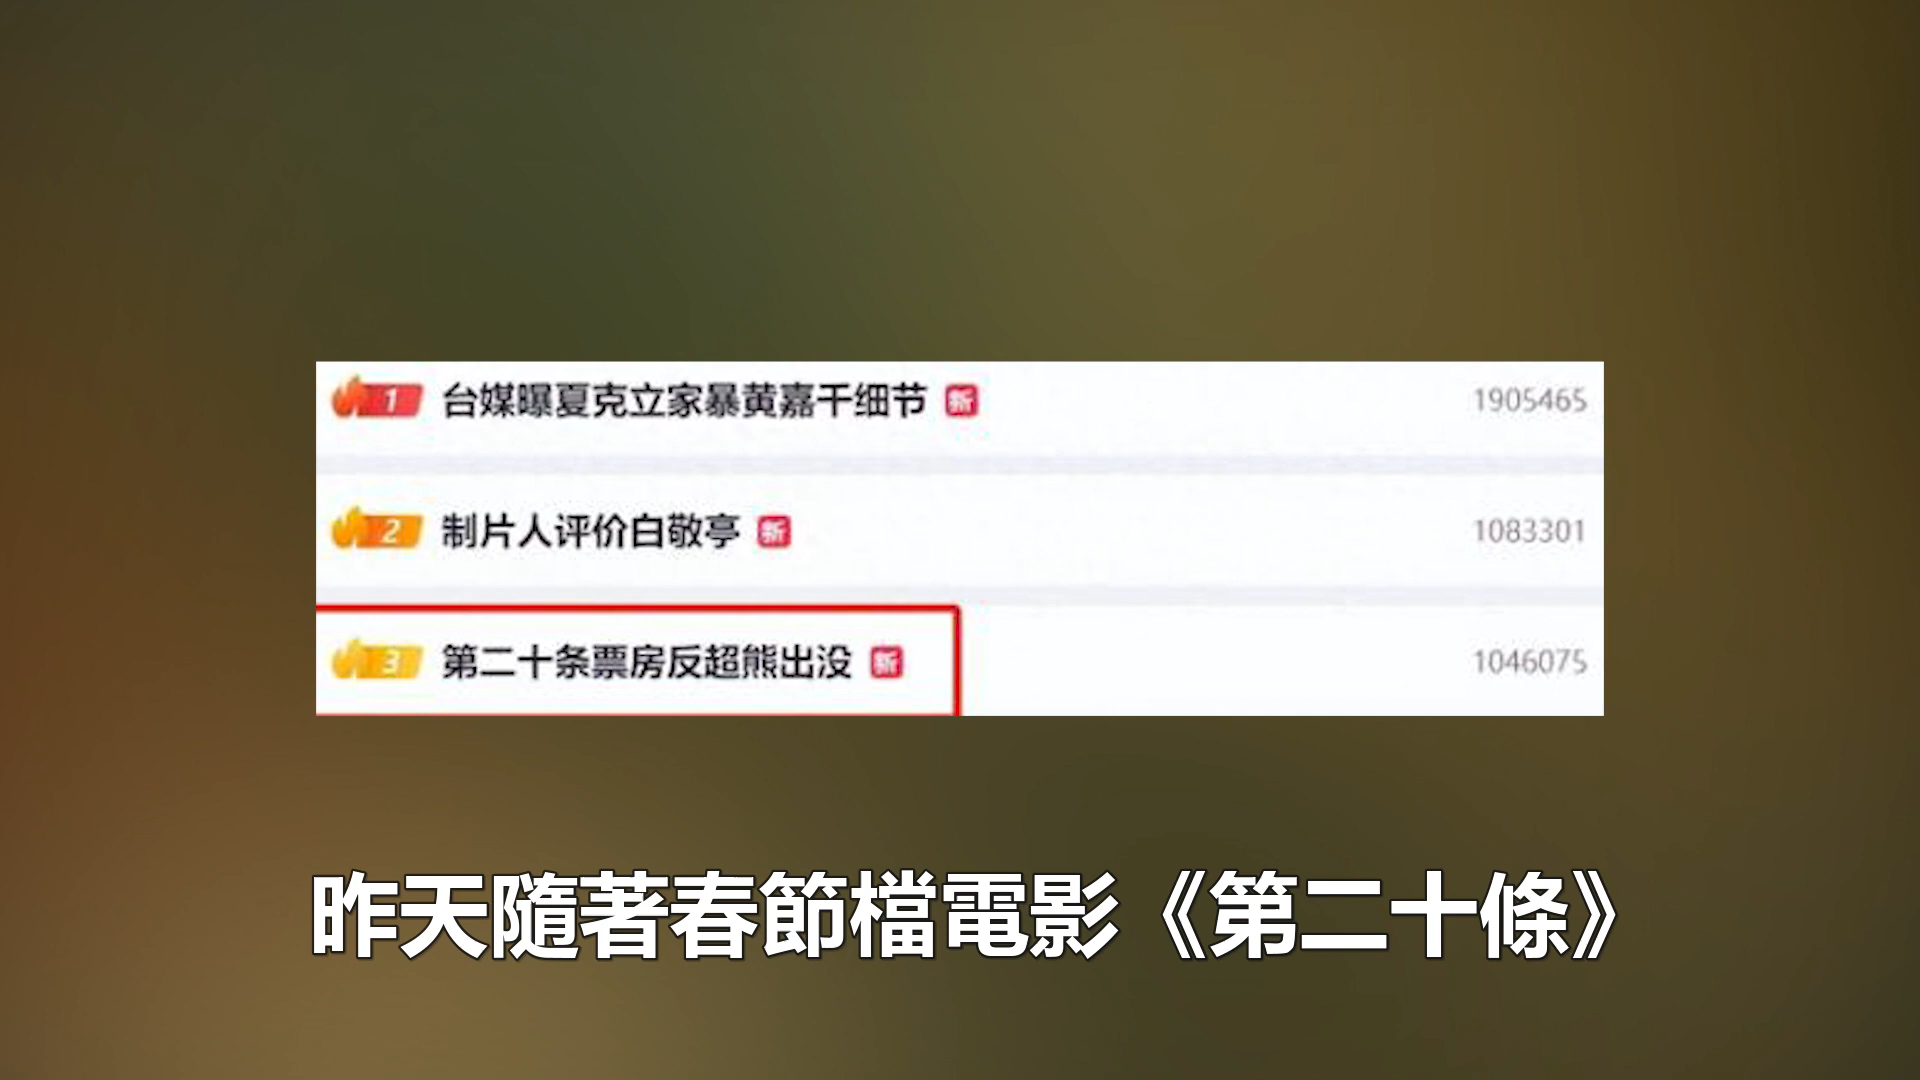 1 台媒曝夏克立家暴黄嘉千细节 新 1905465
2 制片人评价白敬亭 新 1083301
3 第二十条票房反超熊出没 新 1046075
昨天隨著春節檔電影《第二十條》